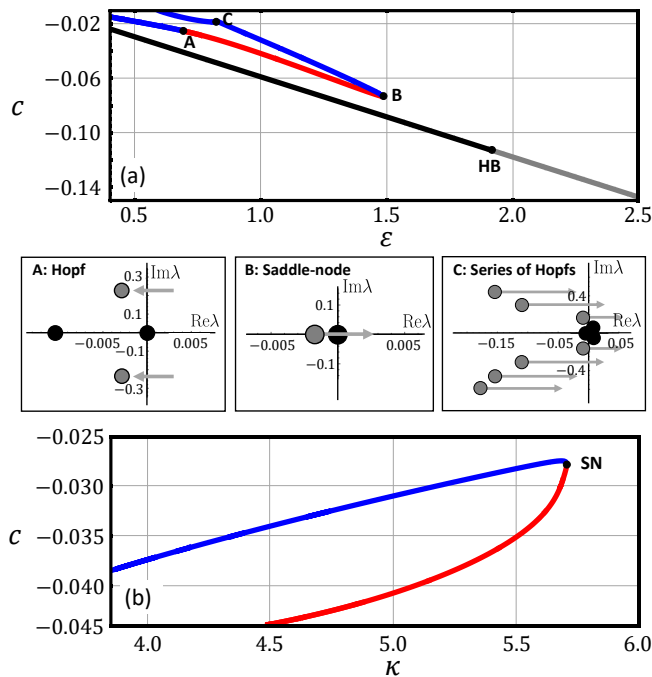 −0.02
−0.06
−0.10
−0.14
c
A
C
B
HB
(a)
0.5
1.0
1.5
2.0
2.5
ε
A: Hopf
Imλ
0.3
0.1
Reλ
−0.005
0.005
−0.1
−0.3
B: Saddle-node
Imλ
0.1
Reλ
−0.005
0.005
−0.1
C: Series of Hopfs
Imλ
0.4
Reλ
−0.15
−0.05
0.05
−0.4
−0.025
−0.030
−0.035
−0.040
−0.045
c
SN
(b)
4.0
4.5
5.0
5.5
6.0
κ